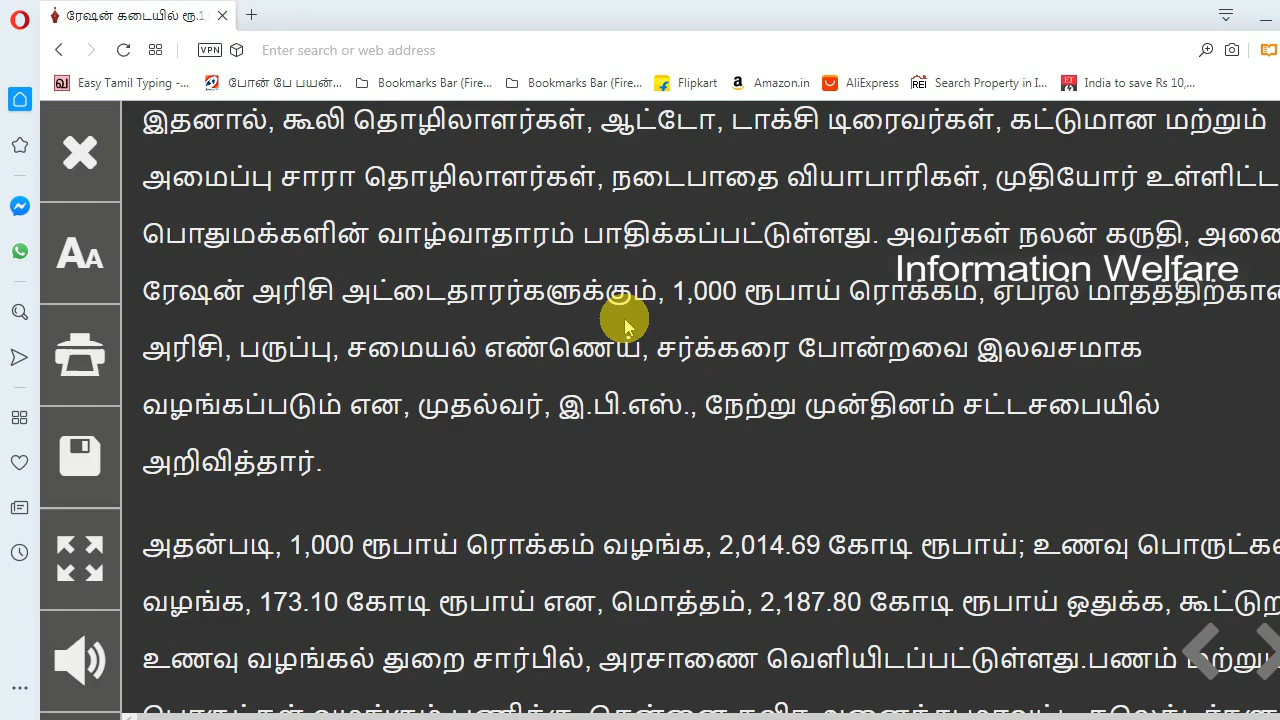 ரேஷன் கடையில் ரூ.1
Enter search or web address
VPN
Easy Tamil Typing -...
போன் பே பயன்...
Bookmarks Bar (Fire...
Bookmarks Bar (Fire...
Flipkart
Amazon.in
AliExpress
Search Property in I...
India to save Rs 10,...
இதனால், கூலி தொழிலாளர்கள், ஆட்டோ, டாக்சி டிரைவர்கள், கட்டுமான மற்றும்
அமைப்பு சாரா தொழிலாளர்கள், நடைபாதை வியாபாரிகள், முதியோர் உள்ளிட்ட
பொதுமக்களின் வாழ்வாதாரம் பாதிக்கப்பட்டுள்ளது. அவர்கள் நலன் கருதி,
Information Welfare
ரேஷன் அரிசி அட்டைதாரர்களுக்கும், 1,000 ரூபாய் ரொக்கம், ஏப்ரல்
அரிசி, பருப்பு, சமையல் எண்ணெய், சர்க்கரை போன்றவை இலவசமாக
வழங்கப்படும் என, முதல்வர், இ.பி.எஸ்., நேற்று முன்தினம் சட்டசபையில்
அறிவித்தார்.
அதன்படி, 1,000 ரூபாய் ரொக்கம் வழங்க, 2,014.69 கோடி ரூபாய்; உணவு
வழங்க, 173.10 கோடி ரூபாய் என, மொத்தம், 2,187.80 கோடி ரூபாய் ஒதுக்க,
உணவு வழங்கல் துறை சார்பில், அரசாணை வெளியிடப்பட்டுள்ளது.பணம்